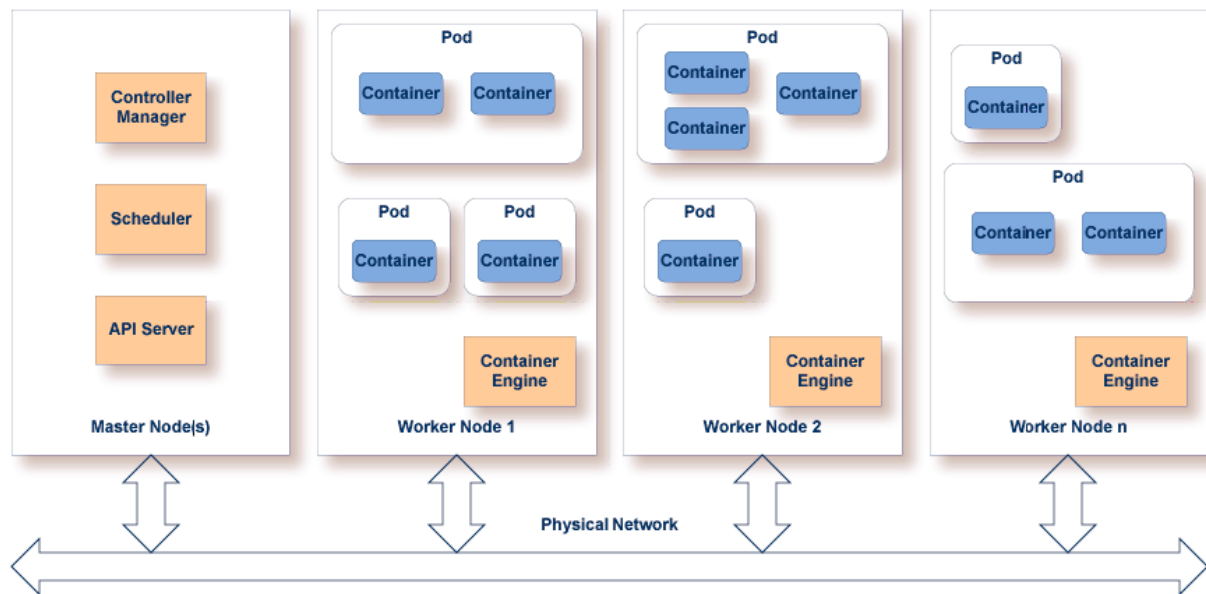 Controller
Manager
Scheduler
API Server
Master Node(s)
Pod
Container
Container
Pod
Container
Pod
Container
Container
Engine
Worker Node 1
Pod
Container
Container
Container
Pod
Container
Container
Engine
Worker Node 2
Pod
Container
Pod
Container
Container
Container
Engine
Worker Node n
Physical Network